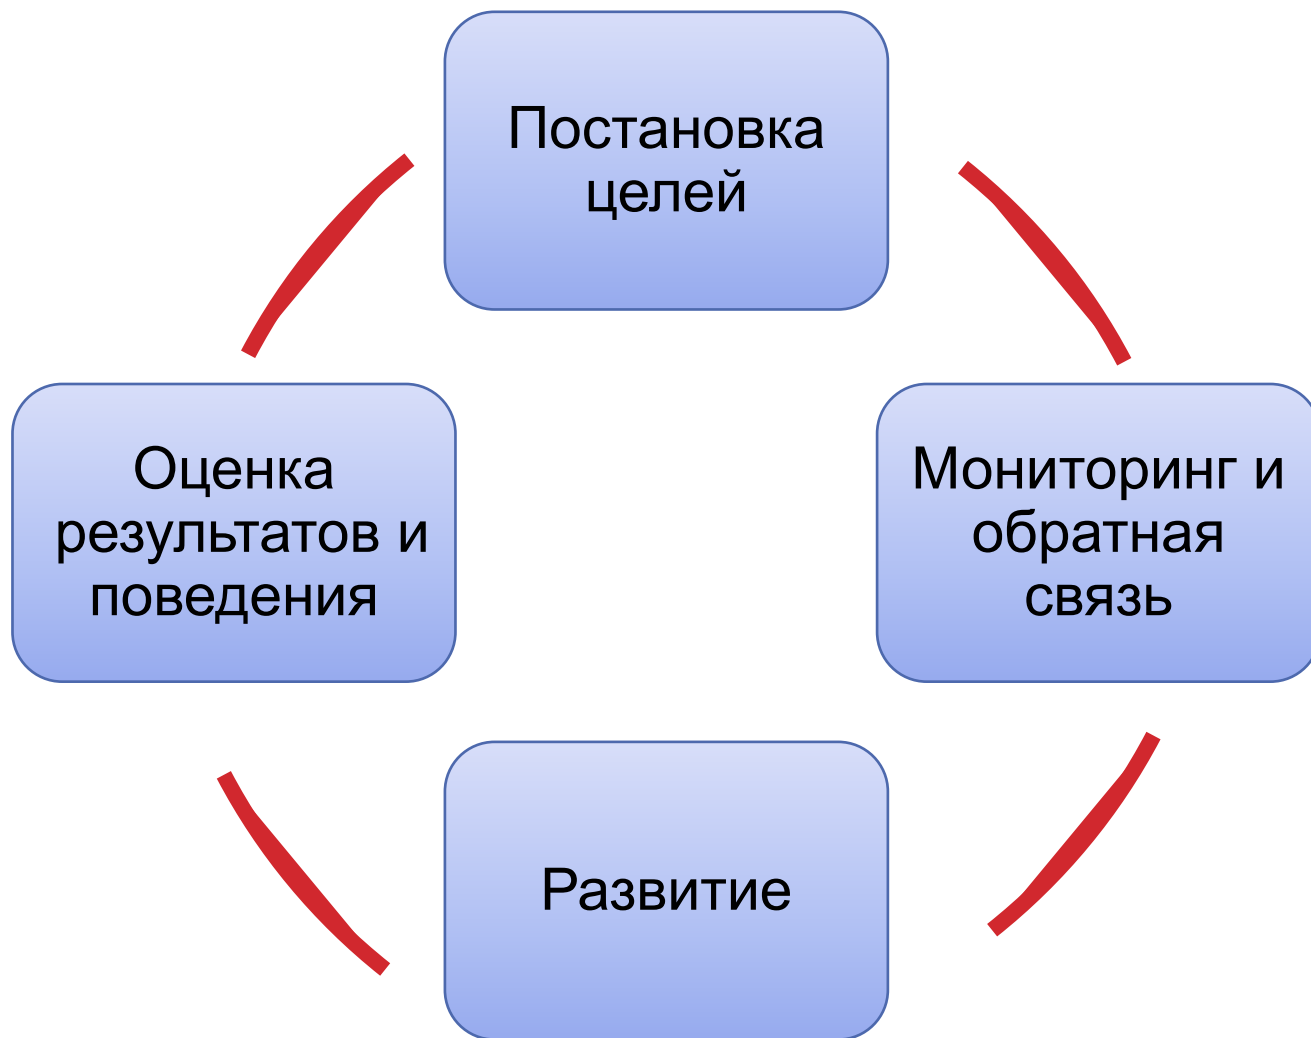 Постановка
целей
Оценка
результатов и
поведения
Мониторинг и
обратная
связь
Развитие